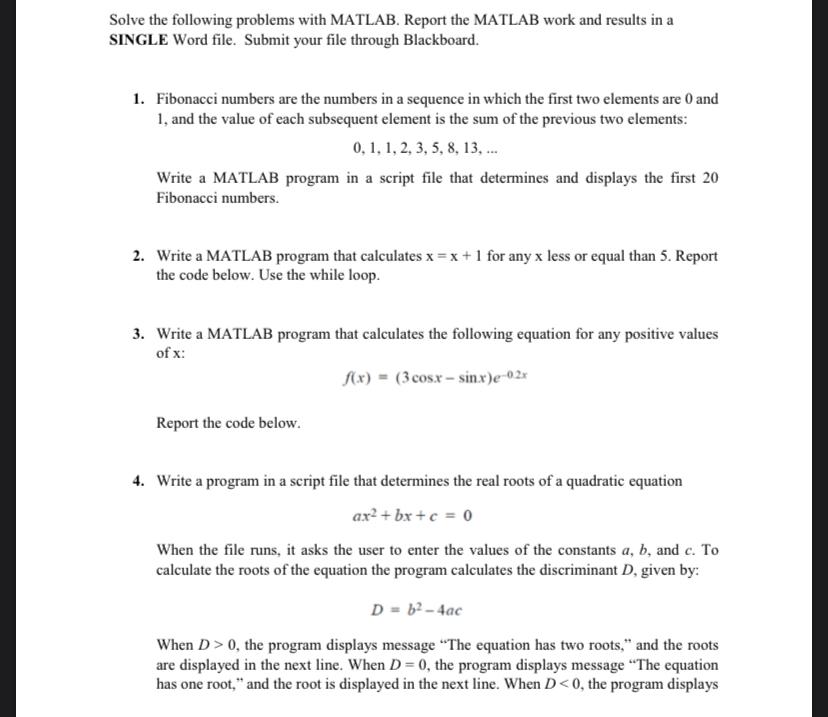 Solve the following problems with MATLAB. Report the MATLAB work and results in a
SINGLE Word file. Submit your file through Blackboard.
1. Fibonacci numbers are the numbers in a sequence in which the first two elements are 0 and
1, and the value of each subsequent element is the sum of the previous two elements:
0, 1, 1, 2, 3, 5, 8, 13, ...
Write a MATLAB program in a script file that determines and displays the first 20
Fibonacci numbers.
2. Write a MATLAB program that calculates x = x + 1 for any x less or equal than 5. Report
the code below. Use the while loop.
3. Write a MATLAB program that calculates the following equation for any positive values
of x:
f(x) = (3cosx – sinx)e^–0.2x
Report the code below.
4. Write a program in a script file that determines the real roots of a quadratic equation
ax² + bx + c = 0
When the file runs, it asks the user to enter the values of the constants a, b, and c. To
calculate the roots of the equation the program calculates the discriminant D, given by:
D = b² – 4ac
When D > 0, the program displays message “The equation has two roots,” and the roots
are displayed in the next line. When D = 0, the program displays message “The equation
has one root,” and the root is displayed in the next line. When D < 0, the program displays